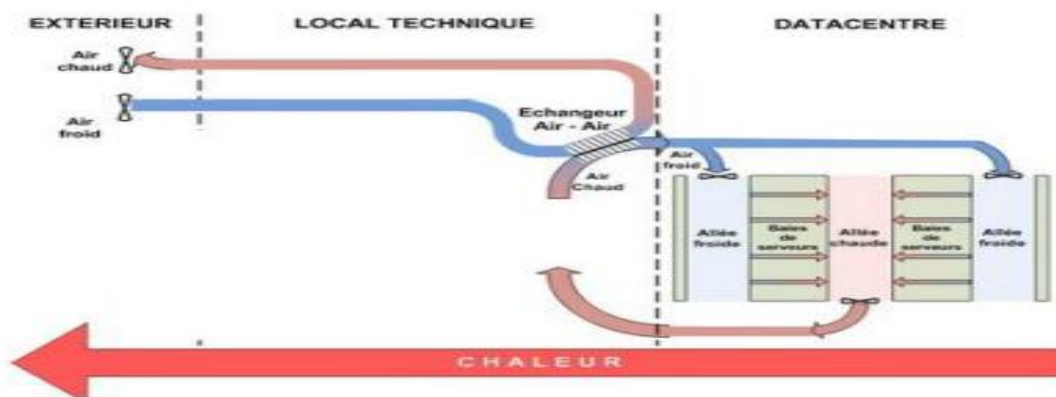 EXTERIEUR
LOCAL TECHNIQUE
DATACENTRE
Air
chaud
Air
froid
Echangeur
Air - Air
Air
Chaud
Air
froid
Allée
froide
Baies
de
serveurs
Allée
chaude
Baies
de
serveurs
Allée
froide
CHALEUR